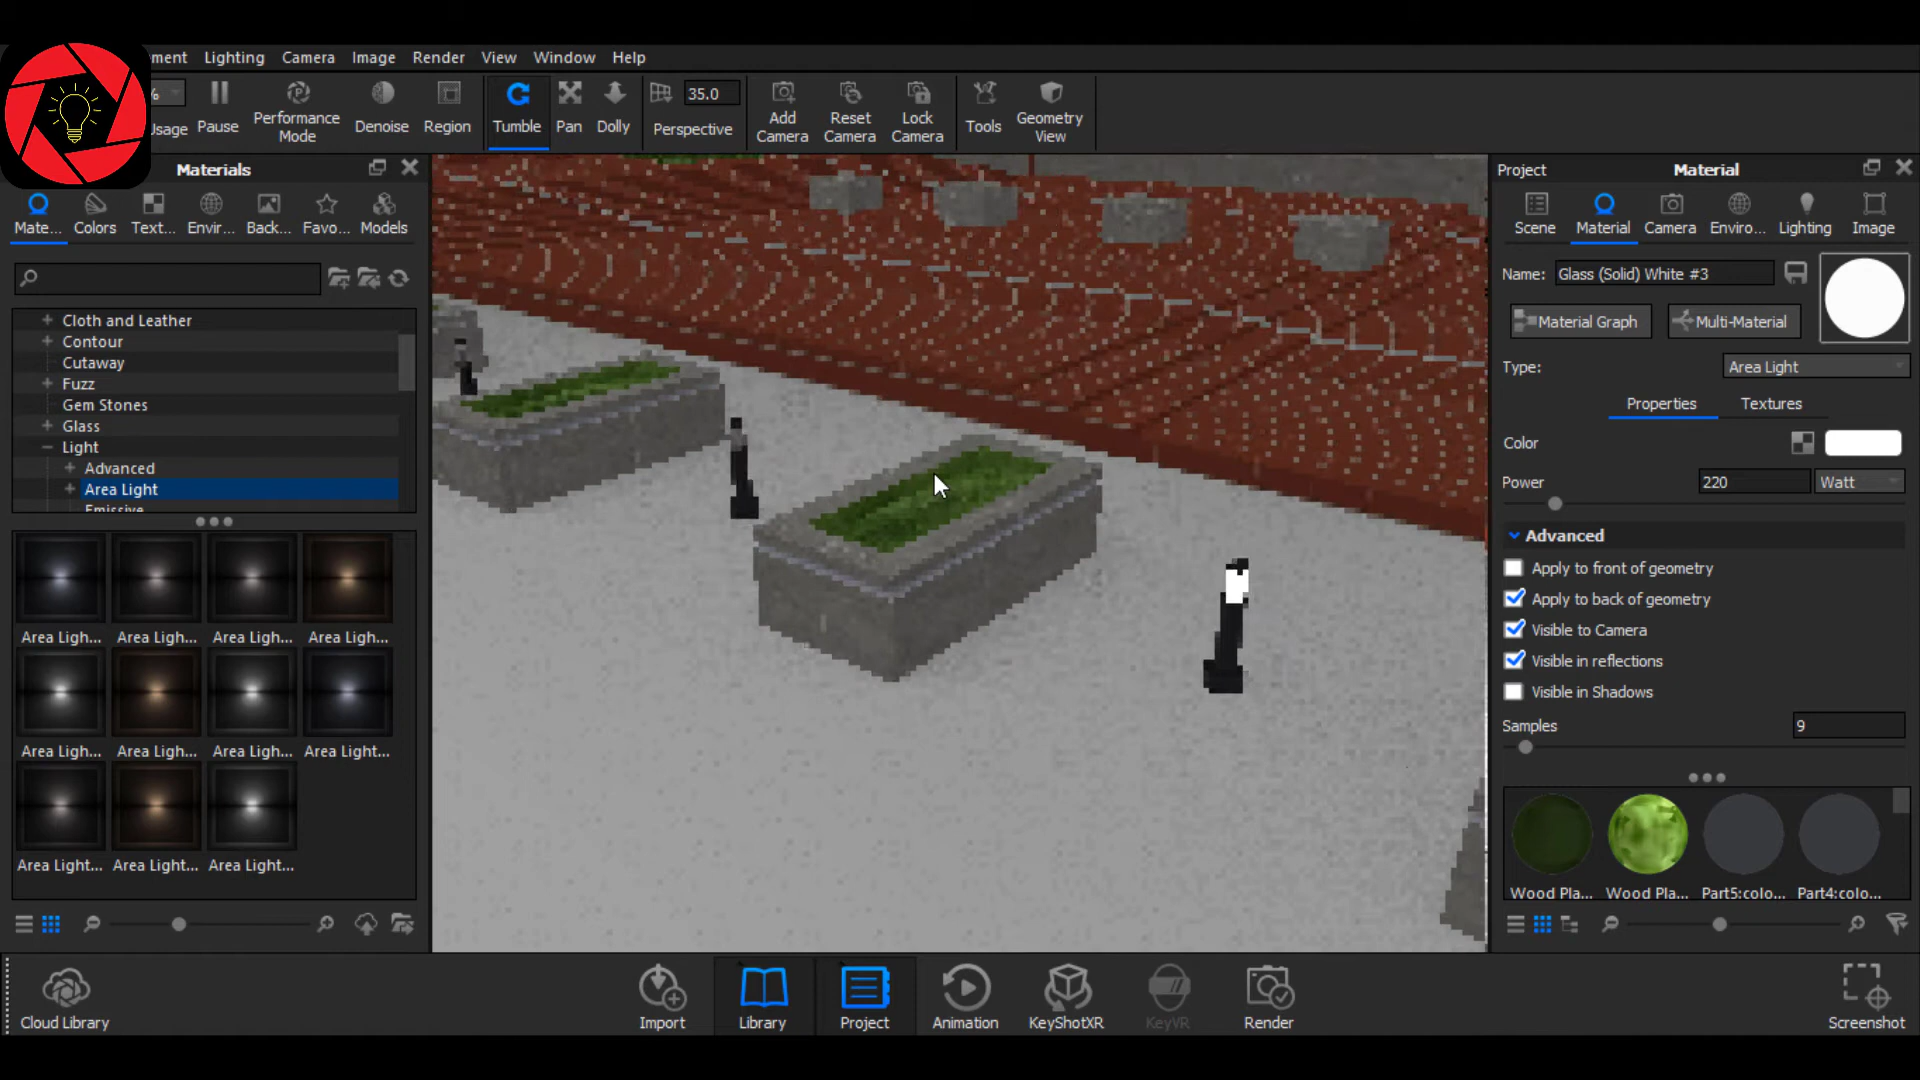 ment Lighting Camera Image Render View Window Help
%
35.0
usage Pause Performance Mode Denoise Region Tumble Pan Dolly Perspective Add Camera Reset Camera Lock Camera Tools Geometry View
Materials
Mate... Colors Text... Envir... Back... Favo... Models
Cloth and Leather
Contour
Cutaway
Fuzz
Gem Stones
Glass
Light
Advanced
Area Light
Emissive
Area Ligh... Area Ligh... Area Ligh... Area Ligh...
Area Ligh... Area Ligh... Area Ligh... Area Light...
Area Light... Area Light... Area Light...
Project Material
Scene Material Camera Enviro... Lighting Image
Name: Glass (Solid) White #3
Material Graph Multi-Material
Type: Area Light
Properties Textures
Color
Power 220 Watt
Advanced
Apply to front of geometry
Apply to back of geometry
Visible to Camera
Visible in reflections
Visible in Shadows
Samples 9
Wood Pla... Wood Pla... Part5:colo... Part4:colo...
Cloud Library Import Library Project Animation KeyShotXR KeyVR Render Screenshot